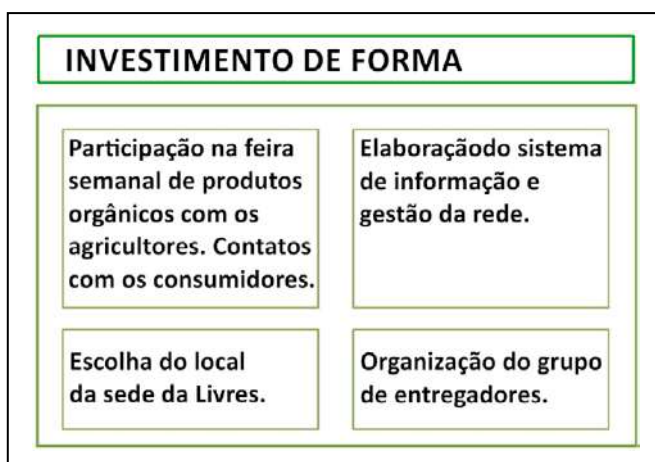 INVESTIMENTO DE FORMA
Participação na feira
semanal de produtos
orgânicos com os
agricultores. Contatos
com os consumidores.
Elaboraçãodo sistema
de informação e
gestão da rede.
Escolha do local
da sede da Livres.
Organização do grupo
de entregadores.